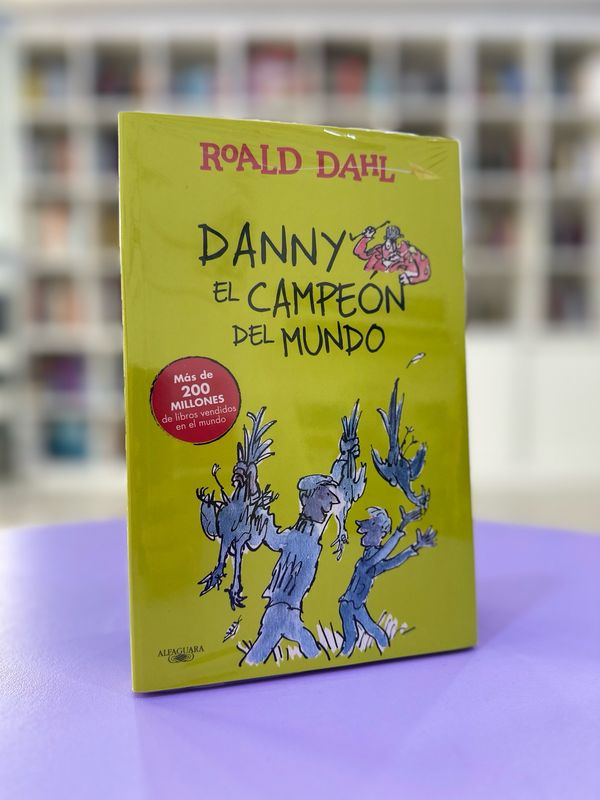 ROALD DAHL
DANNY
EL CAMPEÓN
DEL MUNDO
Más de
200
MILLONES
de libros vendidos
en el mundo
ALFAGUARA